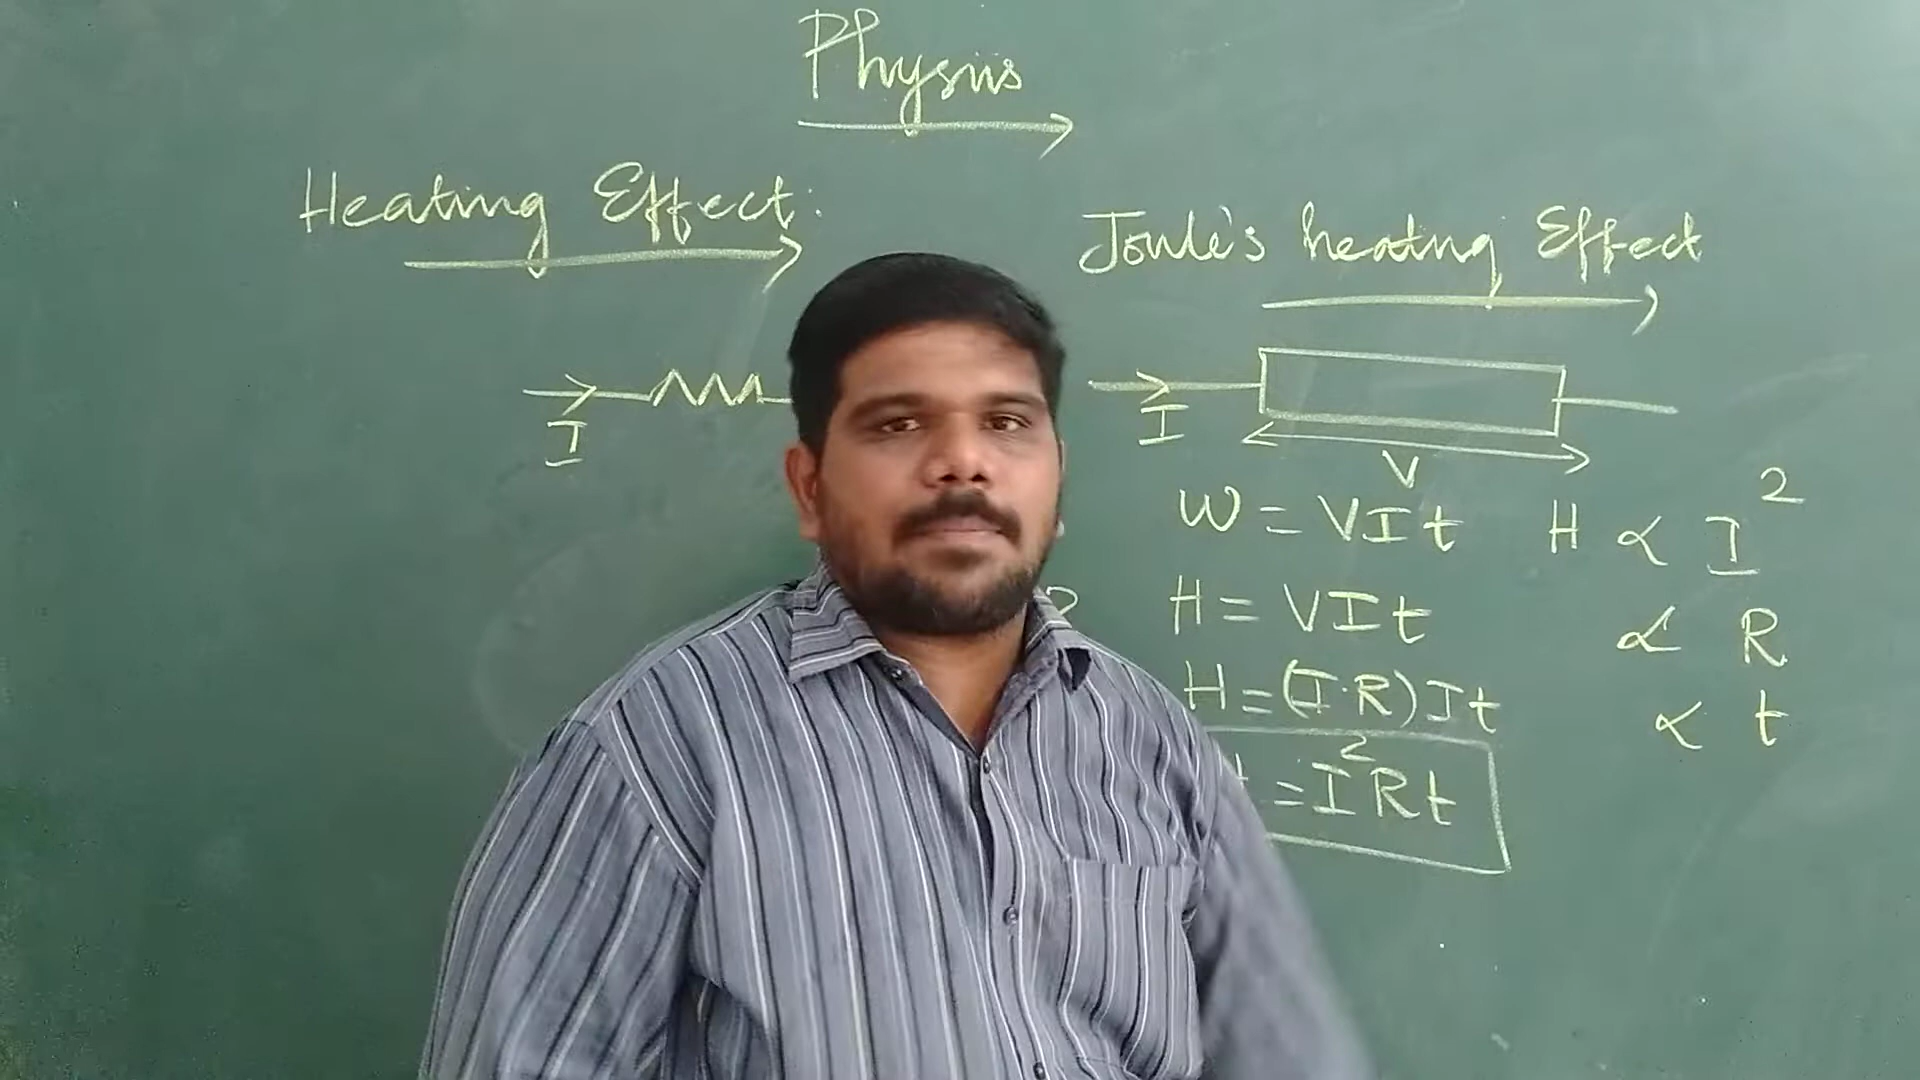 Physics
Heating Effect:
Joule's heating Effect
I
I
V
W = VIt
H ∝ I²
H = VIt
∝ R
H = (I·R) It
∝ t
= I²Rt